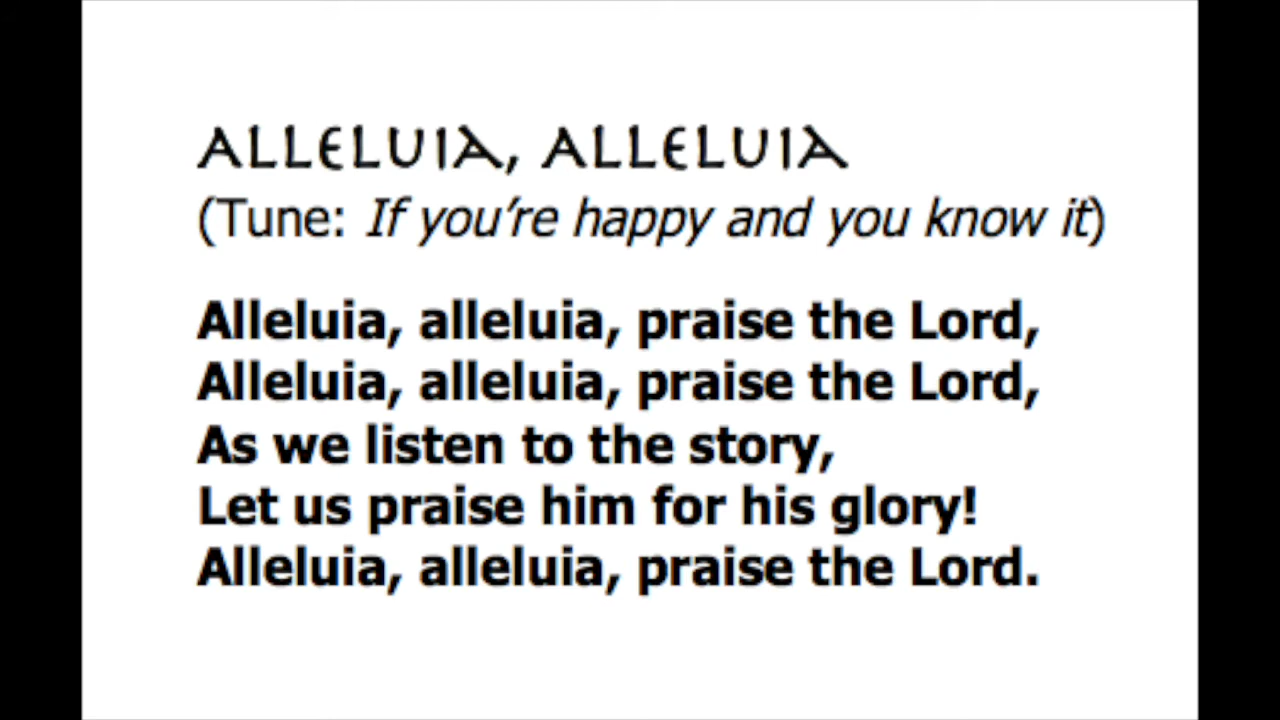 ALLELUIA, ALLELUIA
(Tune: If you’re happy and you know it)
Alleluia, alleluia, praise the Lord,
Alleluia, alleluia, praise the Lord,
As we listen to the story,
Let us praise him for his glory!
Alleluia, alleluia, praise the Lord.